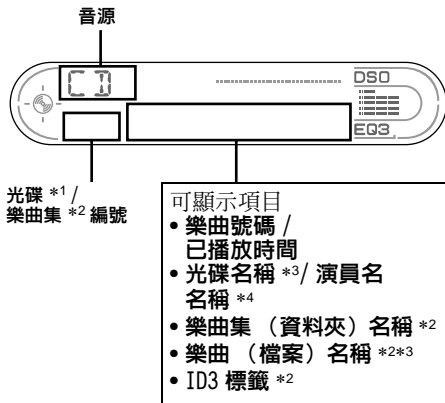 音源
CD
DSO
EQ3
光碟 *1 /
樂曲集 *2 編號
可顯示項目
• 樂曲號碼 /
已播放時間
• 光碟名稱 *3/ 演員名
名稱 *4
• 樂曲集 （資料夾）名稱 *2
• 樂曲 （檔案）名稱 *2*3
• ID3 標籤 *2